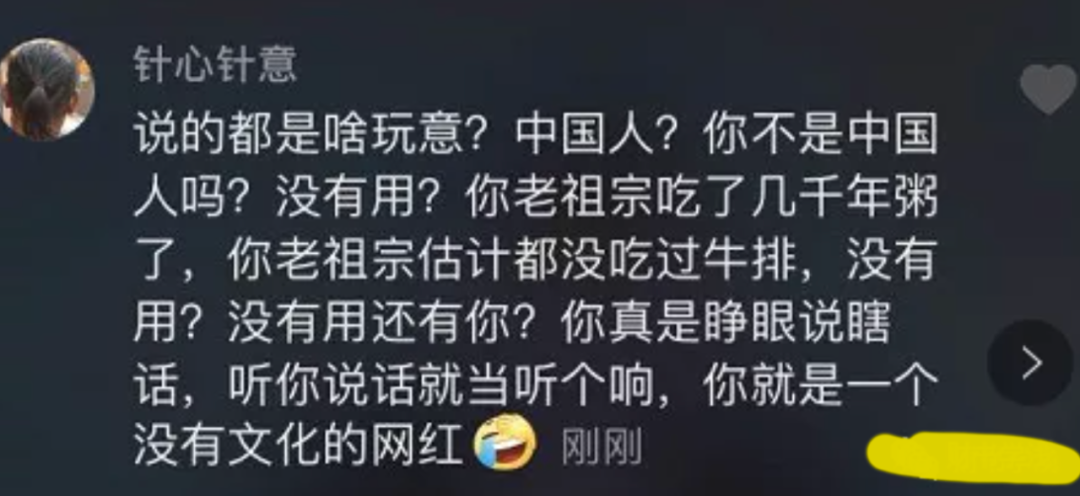 针心针意
说的都是啥玩意？中国人？你不是中国
人吗？没有用？你老祖宗吃了几千年粥
了，你老祖宗估计都没吃过牛排，没有
用？没有用还有你？你真是睁眼说瞎
话，听你说话就当听个响，你就是一个
没有文化的网红🤣 刚刚